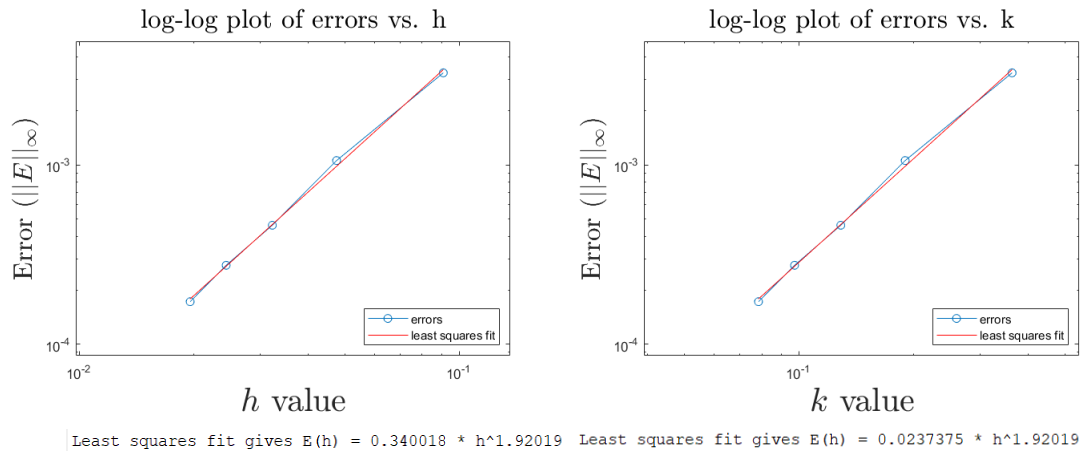 log-log plot of errors vs. h
Error (||E||∞)
10^-3
10^-4
10^-2
10^-1
errors
least squares fit
h value
Least squares fit gives E(h) = 0.340018 * h^1.92019
log-log plot of errors vs. k
Error (||E||∞)
10^-3
10^-4
10^-1
errors
least squares fit
k value
Least squares fit gives E(h) = 0.0237375 * h^1.92019